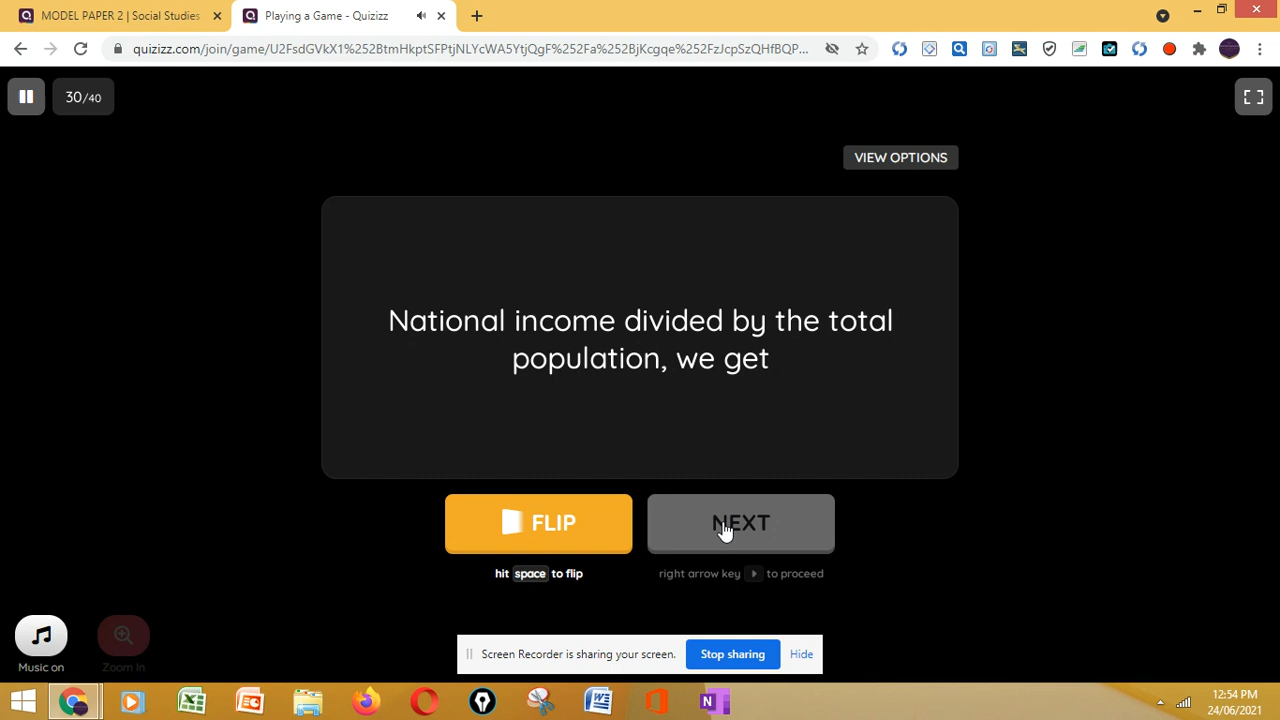 MODEL PAPER 2 | Social Studies
Playing a Game - Quizizz
quizizz.com/join/game/U2FsdGVkX1%252BtmHkptSFPtjNLYcWA5YtjQgF%252Fa%252BjKcgqe%252FzJcpSzQHfBQP...
30/40
VIEW OPTIONS
National income divided by the total
population, we get
FLIP
NEXT
hit space to flip
right arrow key to proceed
Music on
Zoom In
Screen Recorder is sharing your screen.
Stop sharing
Hide
12:54 PM
24/06/2021